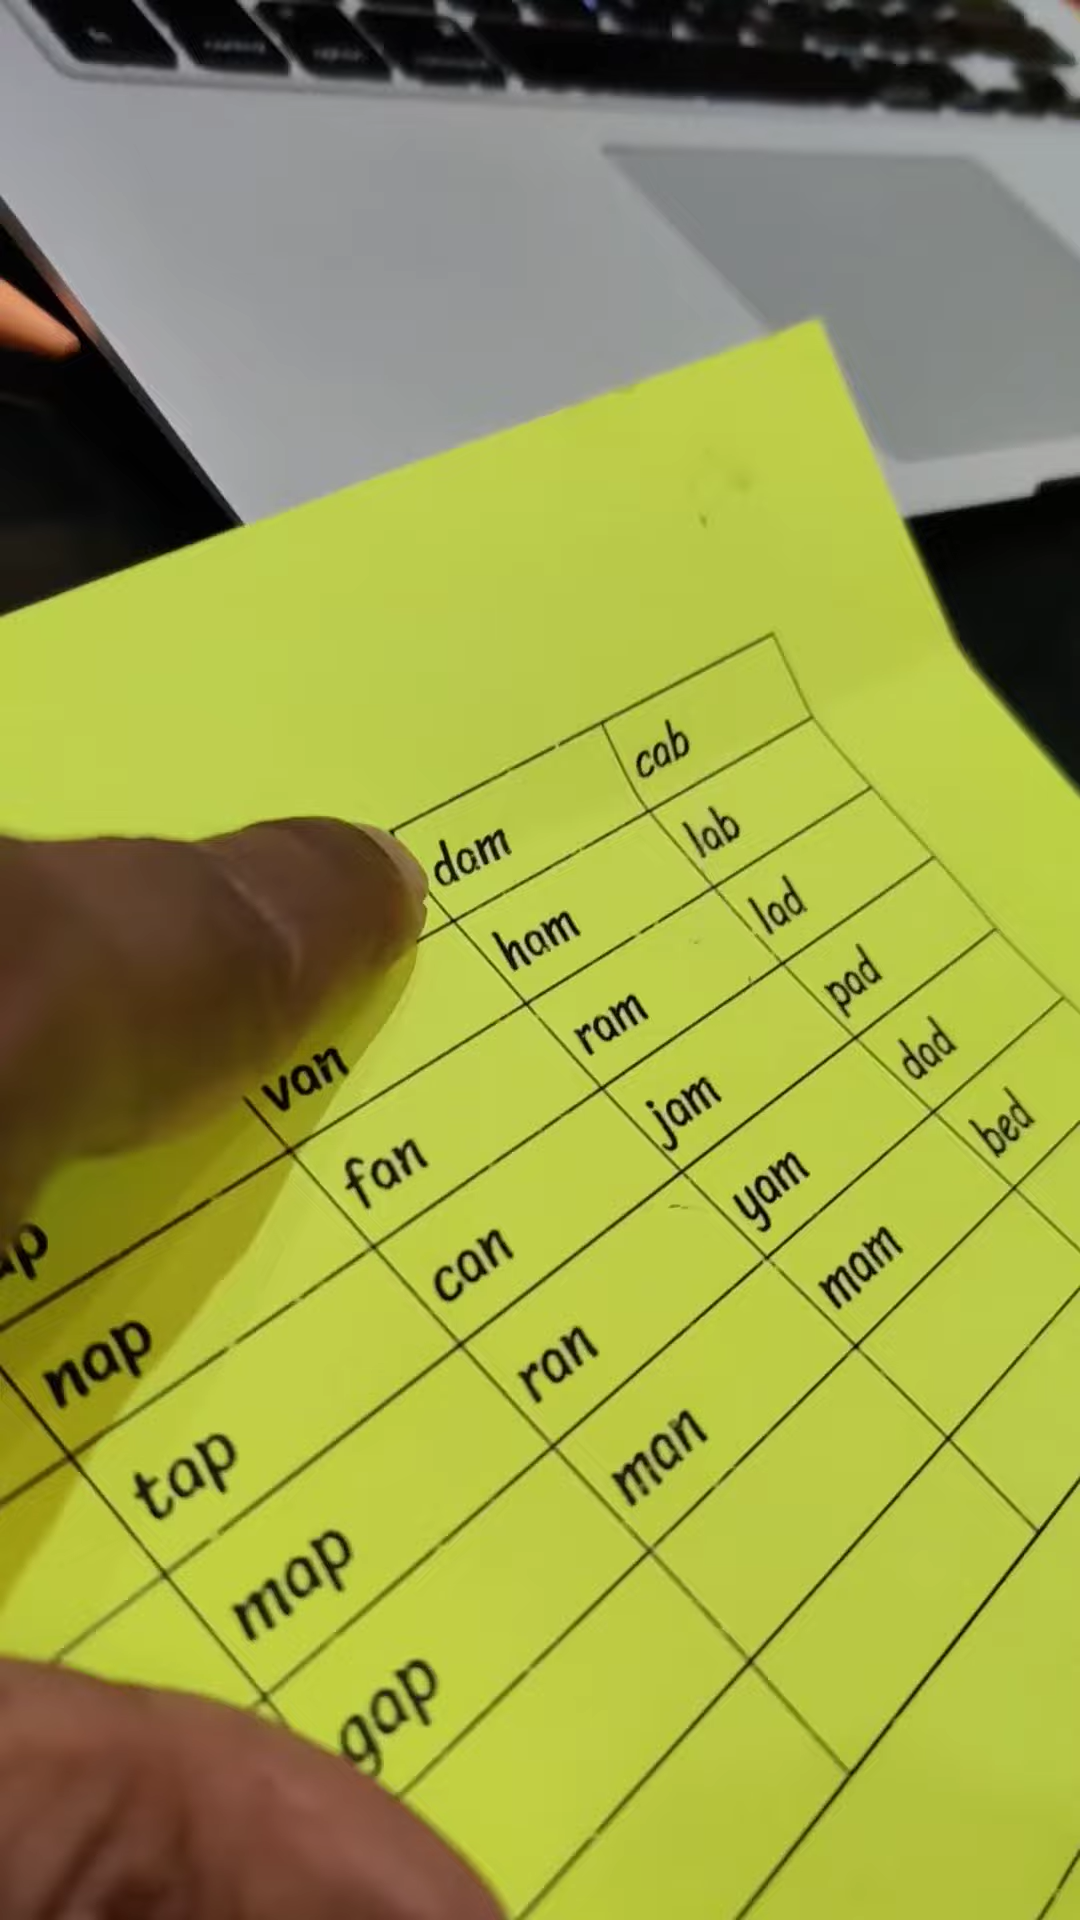 dam cab
van ham lab
nap fan ram lad
tap can jam pad
map ran yam dad
gap man mam bed